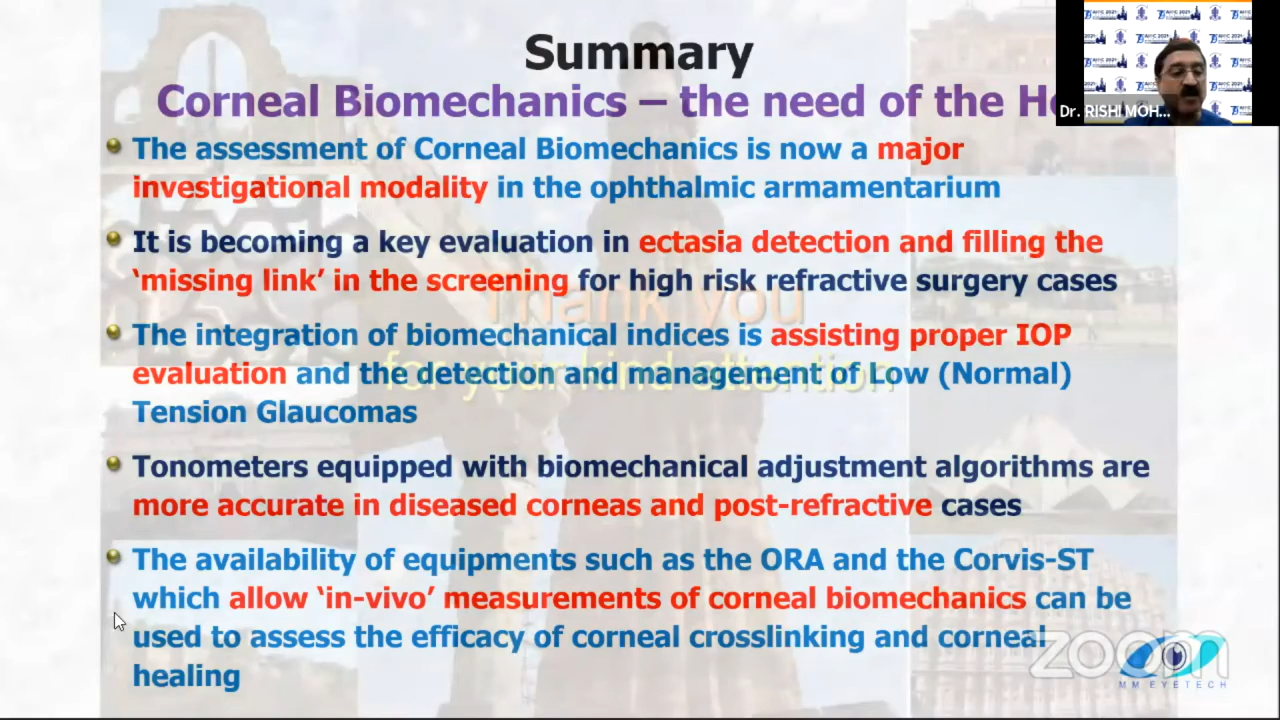 Summary
Corneal Biomechanics – the need of the Ho
Dr. RISHI MOH...
The assessment of Corneal Biomechanics is now a major
investigational modality in the ophthalmic armamentarium
It is becoming a key evaluation in ectasia detection and filling the
‘missing link’ in the screening for high risk refractive surgery cases
Thank you
The integration of biomechanical indices is assisting proper IOP
evaluation and the detection and management of Low (Normal)
for your kind attention
Tension Glaucomas
Tonometers equipped with biomechanical adjustment algorithms are
more accurate in diseased corneas and post-refractive cases
The availability of equipments such as the ORA and the Corvis-ST
which allow ‘in-vivo’ measurements of corneal biomechanics can be
used to assess the efficacy of corneal crosslinking and corneal
healing
zoom
MM EYETECH